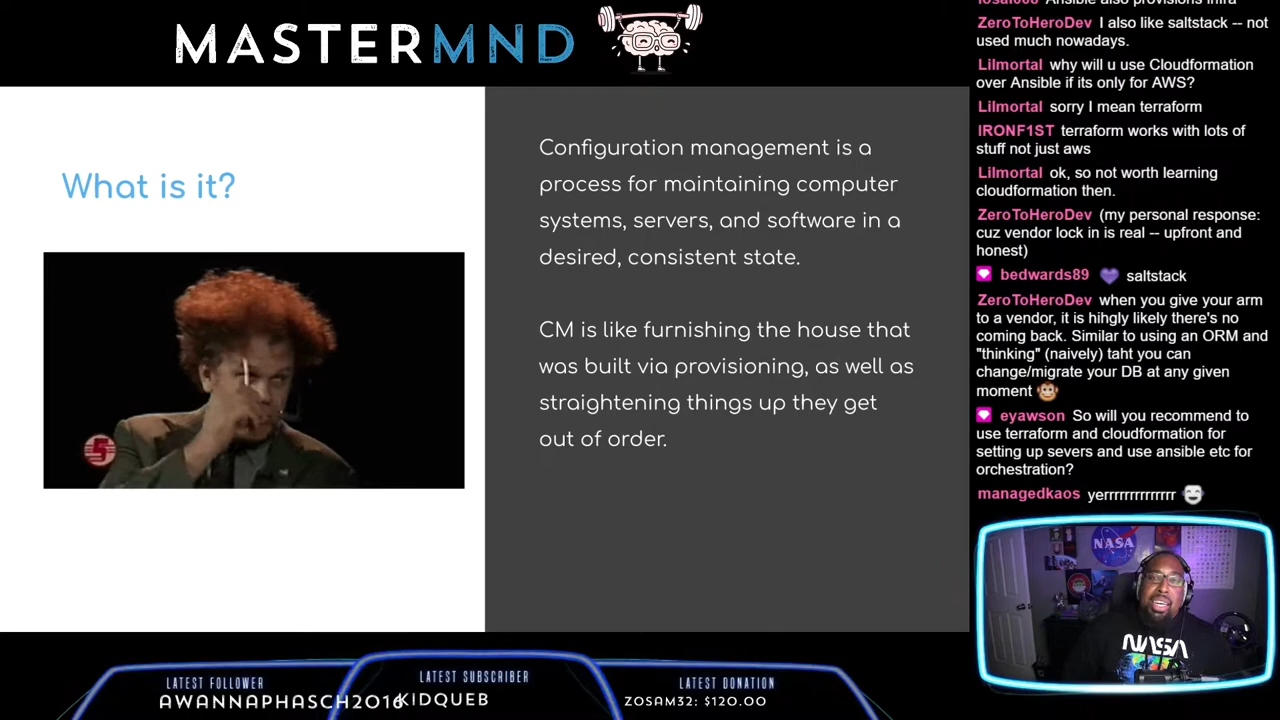 MASTERMND
What is it?
5
Configuration management is a
process for maintaining computer
systems, servers, and software in a
desired, consistent state.
CM is like furnishing the house that
was built via provisioning, as well as
straightening things up they get
out of order.
ZeroToHeroDev I also like saltstack -- not
used much nowadays.
Lilmortal why will u use Cloudformation
over Ansible if its only for AWS?
Lilmortal sorry I mean terraform
IRONF1ST terraform works with lots of
stuff not just aws
Lilmortal ok, so not worth learning
cloudformation then.
ZeroToHeroDev (my personal response:
cuz vendor lock in is real -- upfront and
honest)
bedwards89 saltstack
ZeroToHeroDev when you give your arm
to a vendor, it is hihgly likely there's no
coming back. Similar to using an ORM and
"thinking" (naively) taht you can
change/migrate your DB at any given
moment
eyawson So will you recommend to
use terraform and cloudformation for
setting up severs and use ansible etc for
orchestration?
managedkaos yerrrrrrrrrrrrrr
NASA
NASA
LATEST FOLLOWER
AWANNAPHASCH2016
LATEST SUBSCRIBER
KIDQUEB
LATEST DONATION
ZOSAM32: $120.00